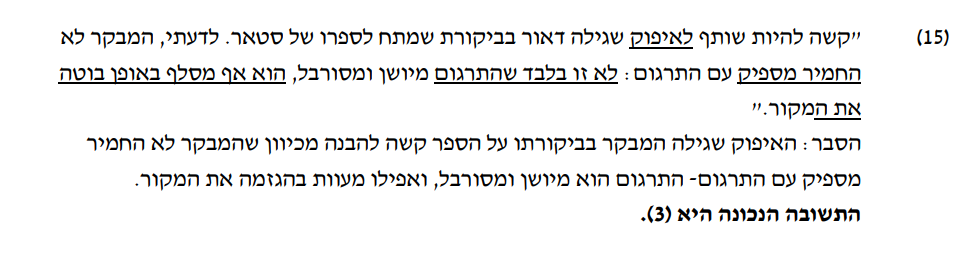 (15) "קשה להיות שותף לאיפוק שגילה דאור בביקורת שמתח לספרו של סטאר. לדעתי, המבקר לא
החמיר מספיק עם התרגום: לא זו בלבד שהתרגום מיושן ומסורבל, הוא אף מסלף באופן בוטה
את המקור."
הסבר: האיפוק שגילה המבקר בביקורתו על הספר קשה להבנה מכיוון שהמבקר לא החמיר
מספיק עם התרגום- התרגום הוא מיושן ומסורבל, ואפילו מעוות בהגזמה את המקור.
התשובה הנכונה היא (3).